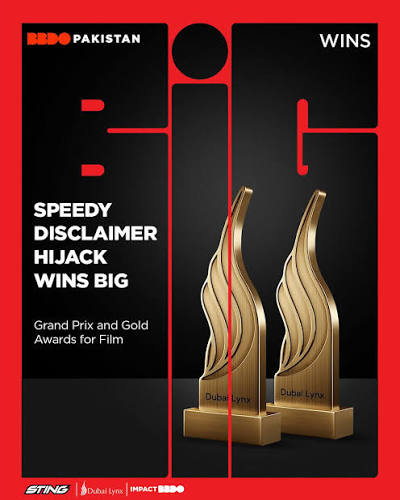 BBDO PAKISTAN
WINS
BiG
SPEEDY
DISCLAIMER
HIJACK
WINS BIG
Grand Prix and Gold
Awards for Film
Dubai Lynx
Dubai Lynx
STING
Dubai Lynx
IMPACT BBDO